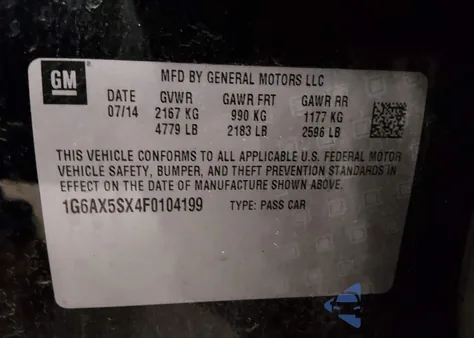 GM
MFD BY GENERAL MOTORS LLC
DATE GVWR GAWR FRT GAWR RR
07/14 2167 KG 990 KG 1177 KG
4779 LB 2183 LB 2596 LB
THIS VEHICLE CONFORMS TO ALL APPLICABLE U.S. FEDERAL MOTOR
VEHICLE SAFETY, BUMPER, AND THEFT PREVENTION STANDARDS IN
EFFECT ON THE DATE OF MANUFACTURE SHOWN ABOVE.
1G6AX5SX4F0104199 TYPE: PASS CAR